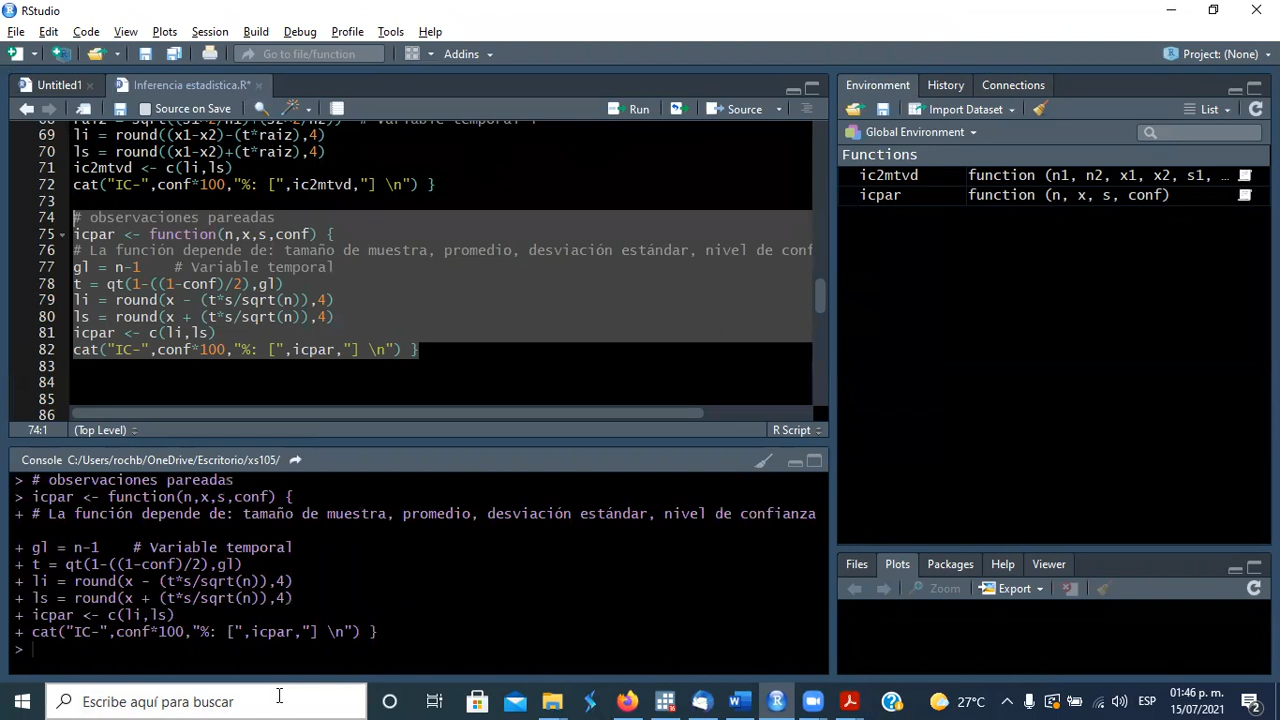 RStudio
File Edit Code View Plots Session Build Debug Profile Tools Help
Go to file/function Addins Project: (None)
Untitled1 Inferencia estadistica.R*
Source on Save Run Source
69 li = round((x1-x2)-(t*raiz),4)
70 ls = round((x1-x2)+(t*raiz),4)
71 ic2mtvd <- c(li,ls)
72 cat("IC-",conf*100,"%: [",ic2mtvd,"] \n") }
73
74 # observaciones pareadas
75 icpar <- function(n,x,s,conf) {
76 # La función depende de: tamaño de muestra, promedio, desviación estándar, nivel de conf
77 gl = n-1 # Variable temporal
78 t = qt(1-((1-conf)/2),gl)
79 li = round(x - (t*s/sqrt(n)),4)
80 ls = round(x + (t*s/sqrt(n)),4)
81 icpar <- c(li,ls)
82 cat("IC-",conf*100,"%: [",icpar,"] \n") }
83
84
85
86
74:1 (Top Level) R Script
Console C:/Users/rochb/OneDrive/Escritorio/xs105/
> # observaciones pareadas
> icpar <- function(n,x,s,conf) {
+ # La función depende de: tamaño de muestra, promedio, desviación estándar, nivel de confianza
+ gl = n-1 # Variable temporal
+ t = qt(1-((1-conf)/2),gl)
+ li = round(x - (t*s/sqrt(n)),4)
+ ls = round(x + (t*s/sqrt(n)),4)
+ icpar <- c(li,ls)
+ cat("IC-",conf*100,"%: [",icpar,"] \n") }
>
Environment History Connections
Import Dataset List
Global Environment
Functions
ic2mtvd function (n1, n2, x1, x2, s1, …
icpar function (n, x, s, conf)
Files Plots Packages Help Viewer
Zoom Export
Escribe aquí para buscar
27°C ESP 01:46 p. m.
15/07/2021
2